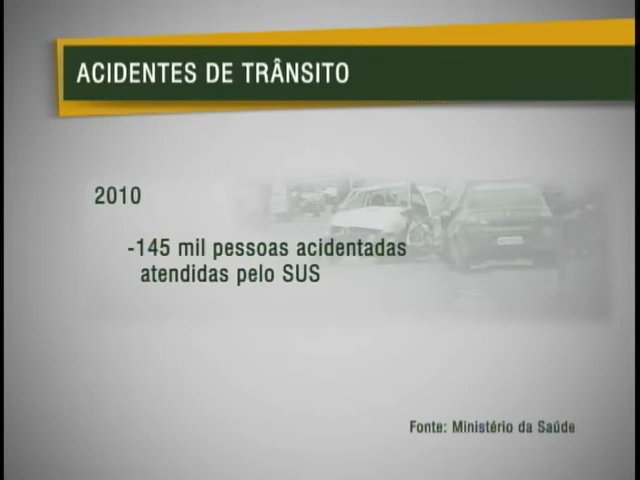 ACIDENTES DE TRÂNSITO
2010
-145 mil pessoas acidentadas
atendidas pelo SUS
Fonte: Ministério da Saúde